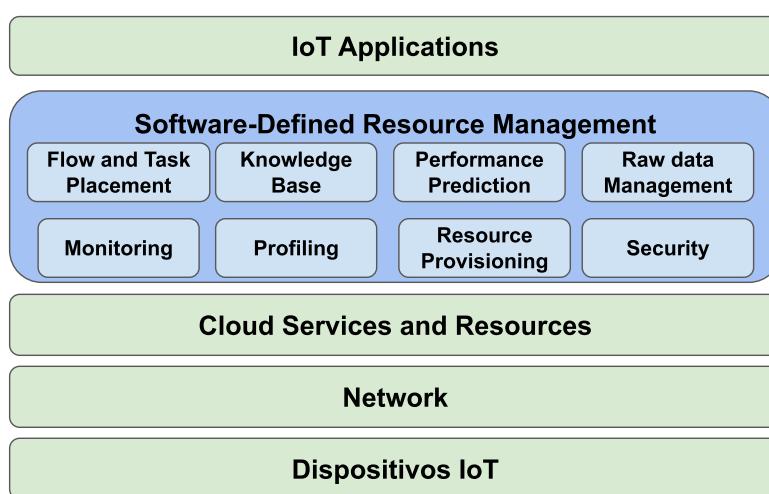 IoT Applications
Software-Defined Resource Management
Flow and Task
Placement
Knowledge
Base
Performance
Prediction
Raw data
Management
Monitoring
Profiling
Resource
Provisioning
Security
Cloud Services and Resources
Network
Dispositivos IoT